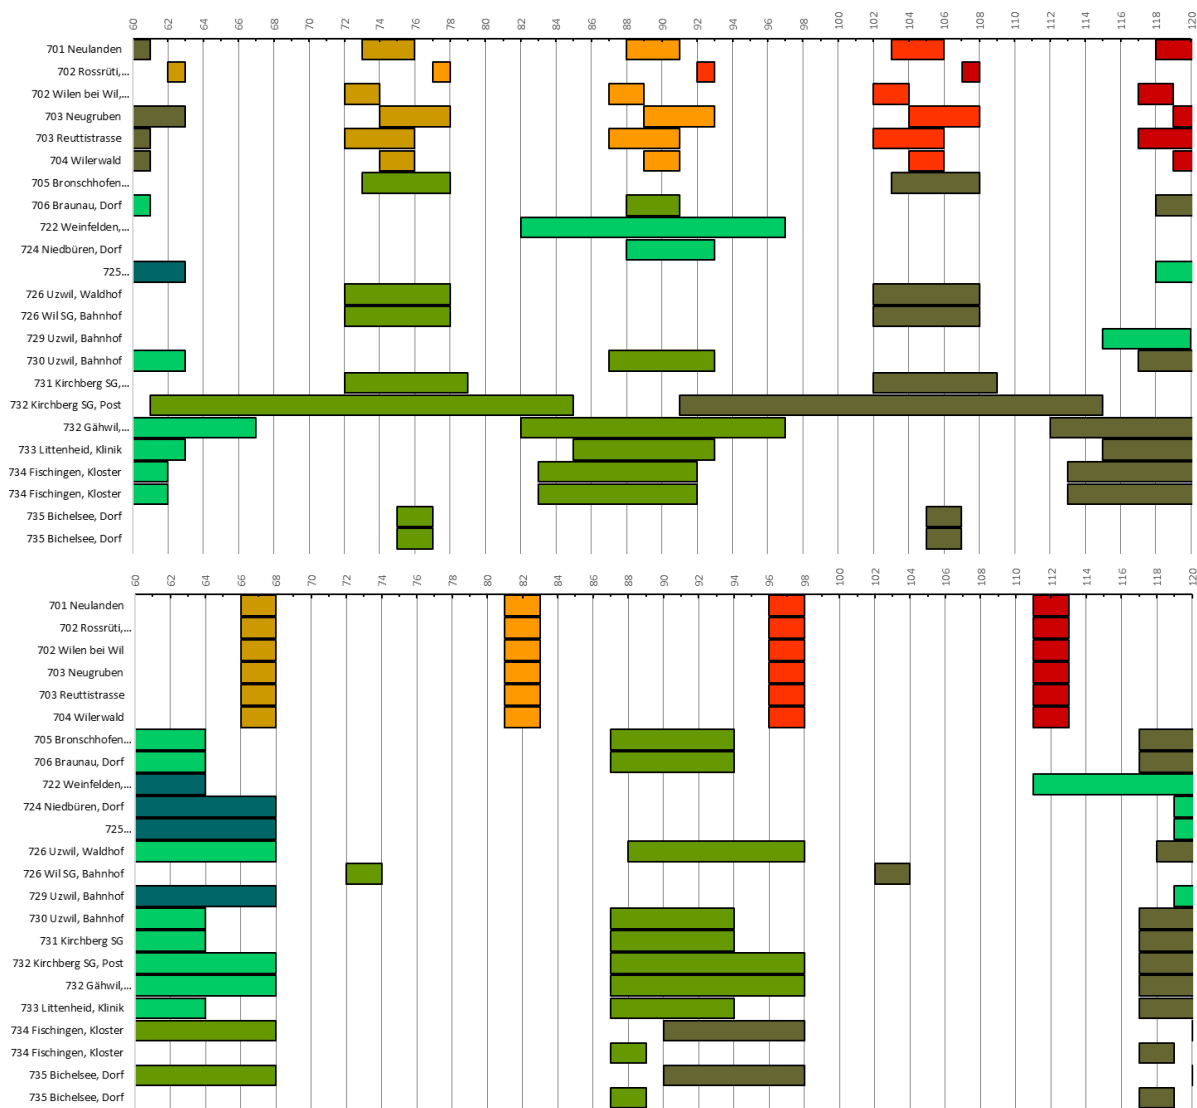 60 62 64 66 68 70 72 74 76 78 80 82 84 86 88 90 92 94 96 98 100 102 104 106 108 110 112 114 116 118 120
701 Neulanden
702 Rossrüti,...
702 Wilen bei Wil,...
703 Neugruben
703 Reuttistrasse
704 Wilerwald
705 Bronschhofen...
706 Braunau, Dorf
722 Weinfelden,...
724 Niedbüren, Dorf
725...
726 Uzwil, Waldhof
726 Wil SG, Bahnhof
729 Uzwil, Bahnhof
730 Uzwil, Bahnhof
731 Kirchberg SG,...
732 Kirchberg SG, Post
732 Gähwil,...
733 Littenheid, Klinik
734 Fischingen, Kloster
734 Fischingen, Kloster
735 Bichelsee, Dorf
735 Bichelsee, Dorf
60 62 64 66 68 70 72 74 76 78 80 82 84 86 88 90 92 94 96 98 100 102 104 106 108 110 112 114 116 118 120
701 Neulanden
702 Rossrüti,...
702 Wilen bei Wil
703 Neugruben
703 Reuttistrasse
704 Wilerwald
705 Bronschhofen...
706 Braunau, Dorf
722 Weinfelden,...
724 Niedbüren, Dorf
725...
726 Uzwil, Waldhof
726 Wil SG, Bahnhof
729 Uzwil, Bahnhof
730 Uzwil, Bahnhof
731 Kirchberg SG
732 Kirchberg SG, Post
732 Gähwil,...
733 Littenheid, Klinik
734 Fischingen, Kloster
734 Fischingen, Kloster
735 Bichelsee, Dorf
735 Bichelsee, Dorf